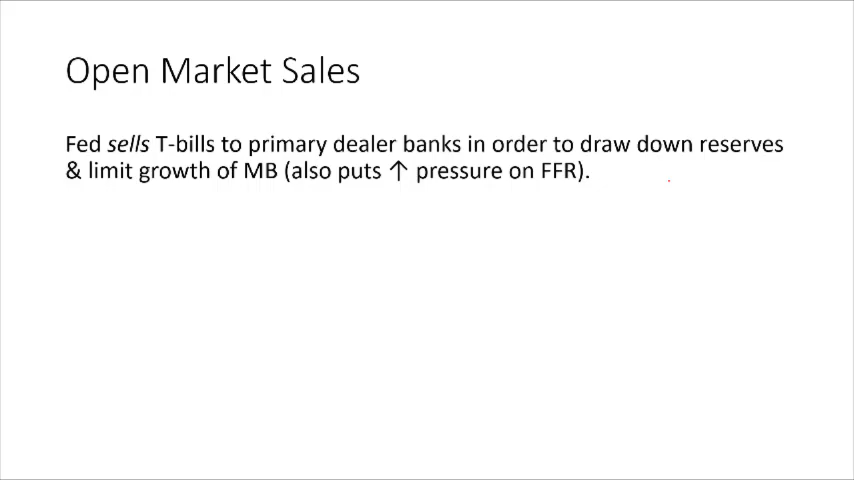 Open Market Sales
Fed sells T-bills to primary dealer banks in order to draw down reserves
& limit growth of MB (also puts ↑ pressure on FFR).